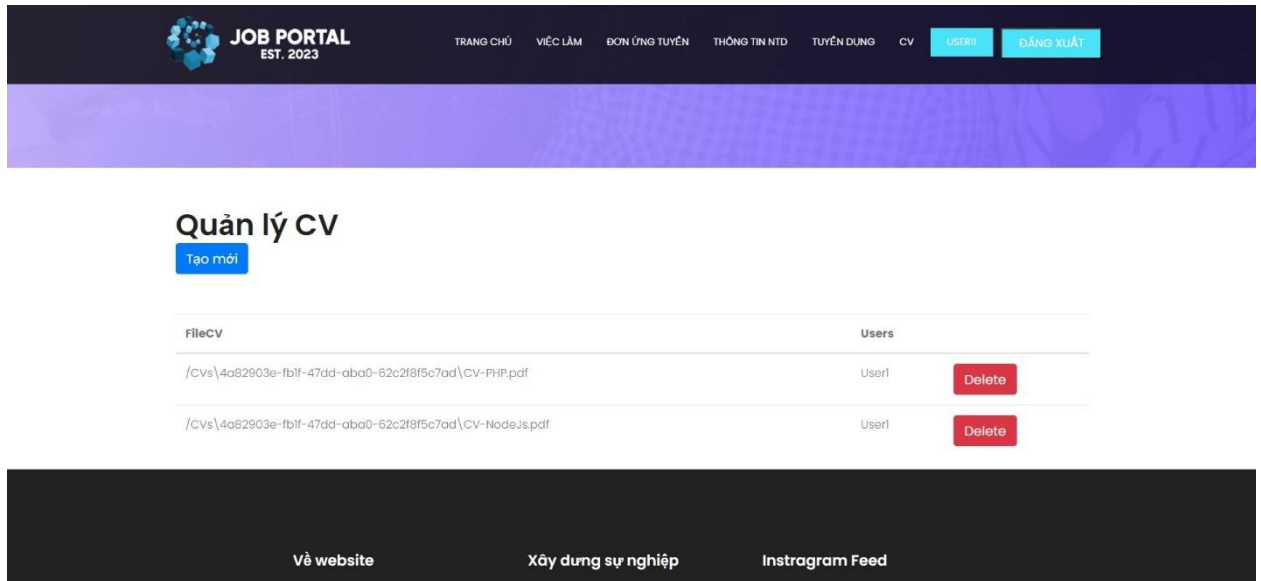 JOB PORTAL
EST. 2023
TRANG CHỦ VIỆC LÀM ĐƠN ỨNG TUYỂN THÔNG TIN NTD TUYỂN DỤNG CV USER1! ĐĂNG XUẤT
Quản lý CV
Tạo mới
FileCV Users
/CVs\4a82903e-fb1f-47dd-aba0-62c2f8f5c7ad\CV-PHP.pdf User1 Delete
/CVs\4a82903e-fb1f-47dd-aba0-62c2f8f5c7ad\CV-NodeJs.pdf User1 Delete
Về website Xây dựng sự nghiệp Instragram Feed